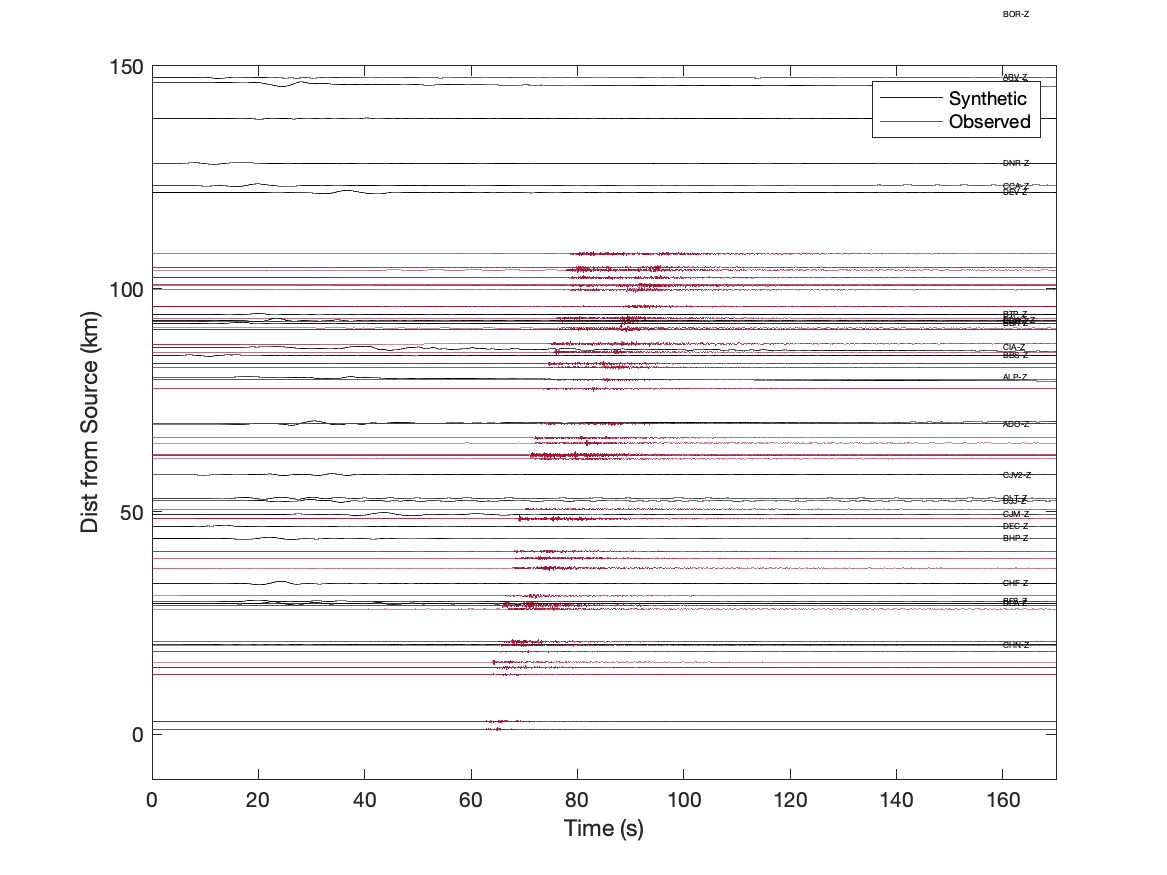 BOR-Z
150
Synthetic
Observed
DNR-Z
CCA-Z
DEV-Z
100
BTP-Z
CIA-Z
BBS-Z
ALP-Z
ADO-Z
CJV2-Z
50
CJM-Z
DEC-Z
BHP-Z
CHF-Z
CHN-Z
0
0 20 40 60 80 100 120 140 160
Time (s)
Dist from Source (km)